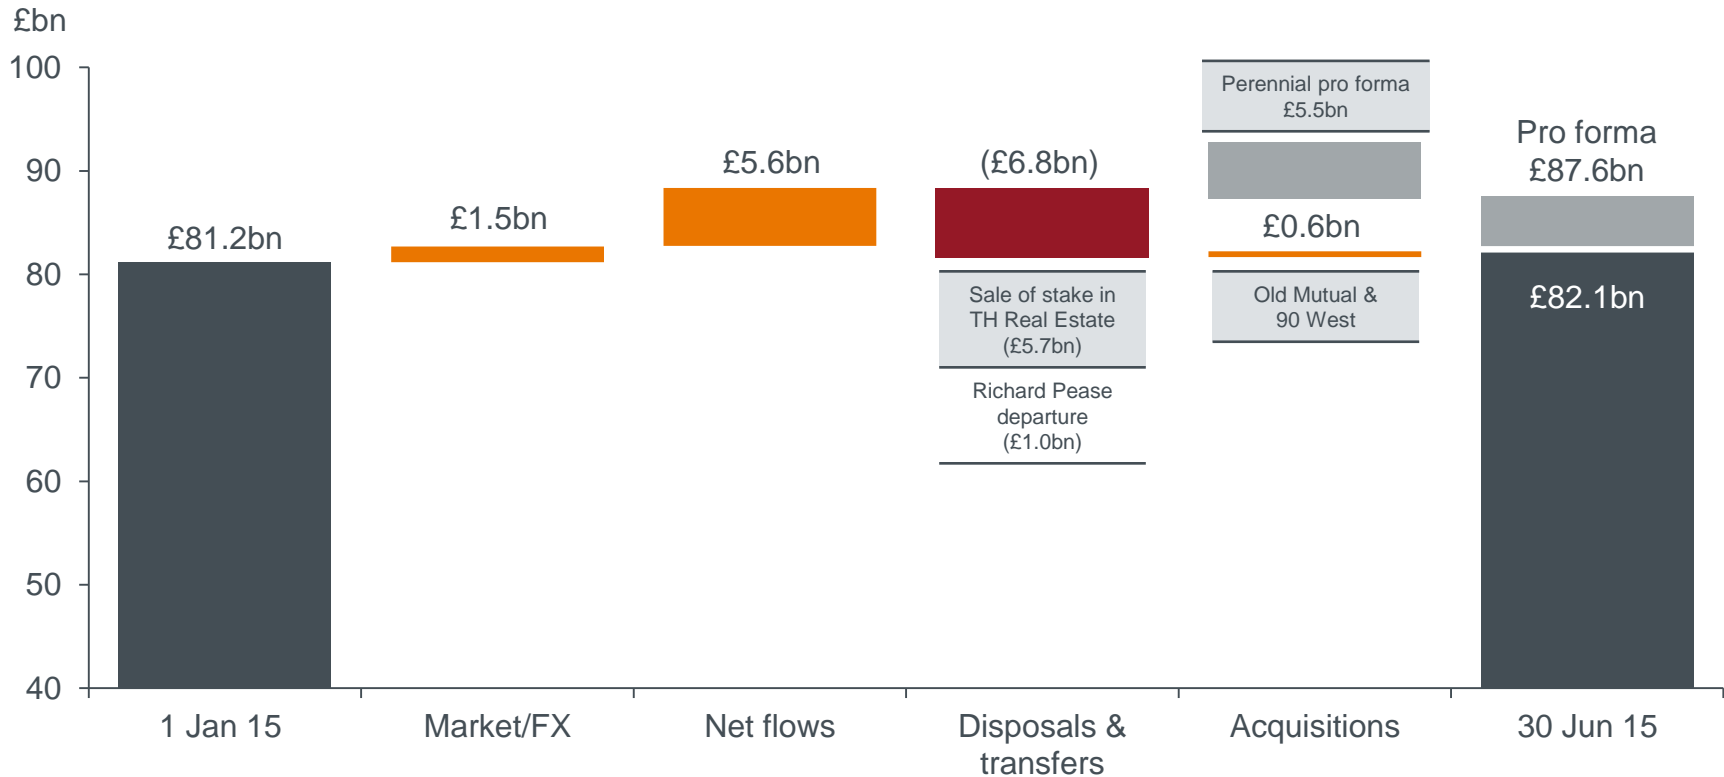 £bn
100
90
80
70
60
50
40
£81.2bn
£1.5bn
£5.6bn
(£6.8bn)
Sale of stake in
TH Real Estate
(£5.7bn)
Richard Pease
departure
(£1.0bn)
Perennial pro forma
£5.5bn
£0.6bn
Old Mutual &
90 West
Pro forma
£87.6bn
£82.1bn
1 Jan 15
Market/FX
Net flows
Disposals &
transfers
Acquisitions
30 Jun 15